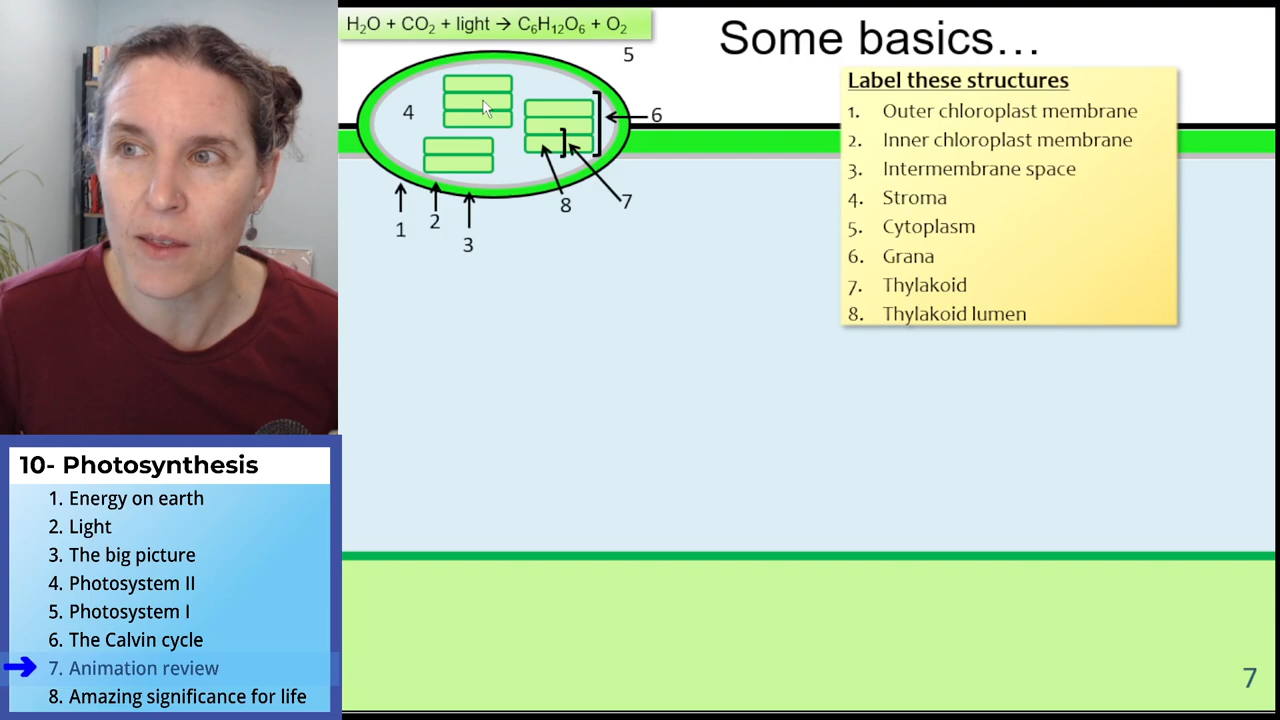 H₂O + CO₂ + light → C₆H₁₂O₆ + O₂
Some basics…
5
4
6
8
7
1
2
3
Label these structures
1. Outer chloroplast membrane
2. Inner chloroplast membrane
3. Intermembrane space
4. Stroma
5. Cytoplasm
6. Grana
7. Thylakoid
8. Thylakoid lumen
10- Photosynthesis
1. Energy on earth
2. Light
3. The big picture
4. Photosystem II
5. Photosystem I
6. The Calvin cycle
7. Animation review
8. Amazing significance for life
7